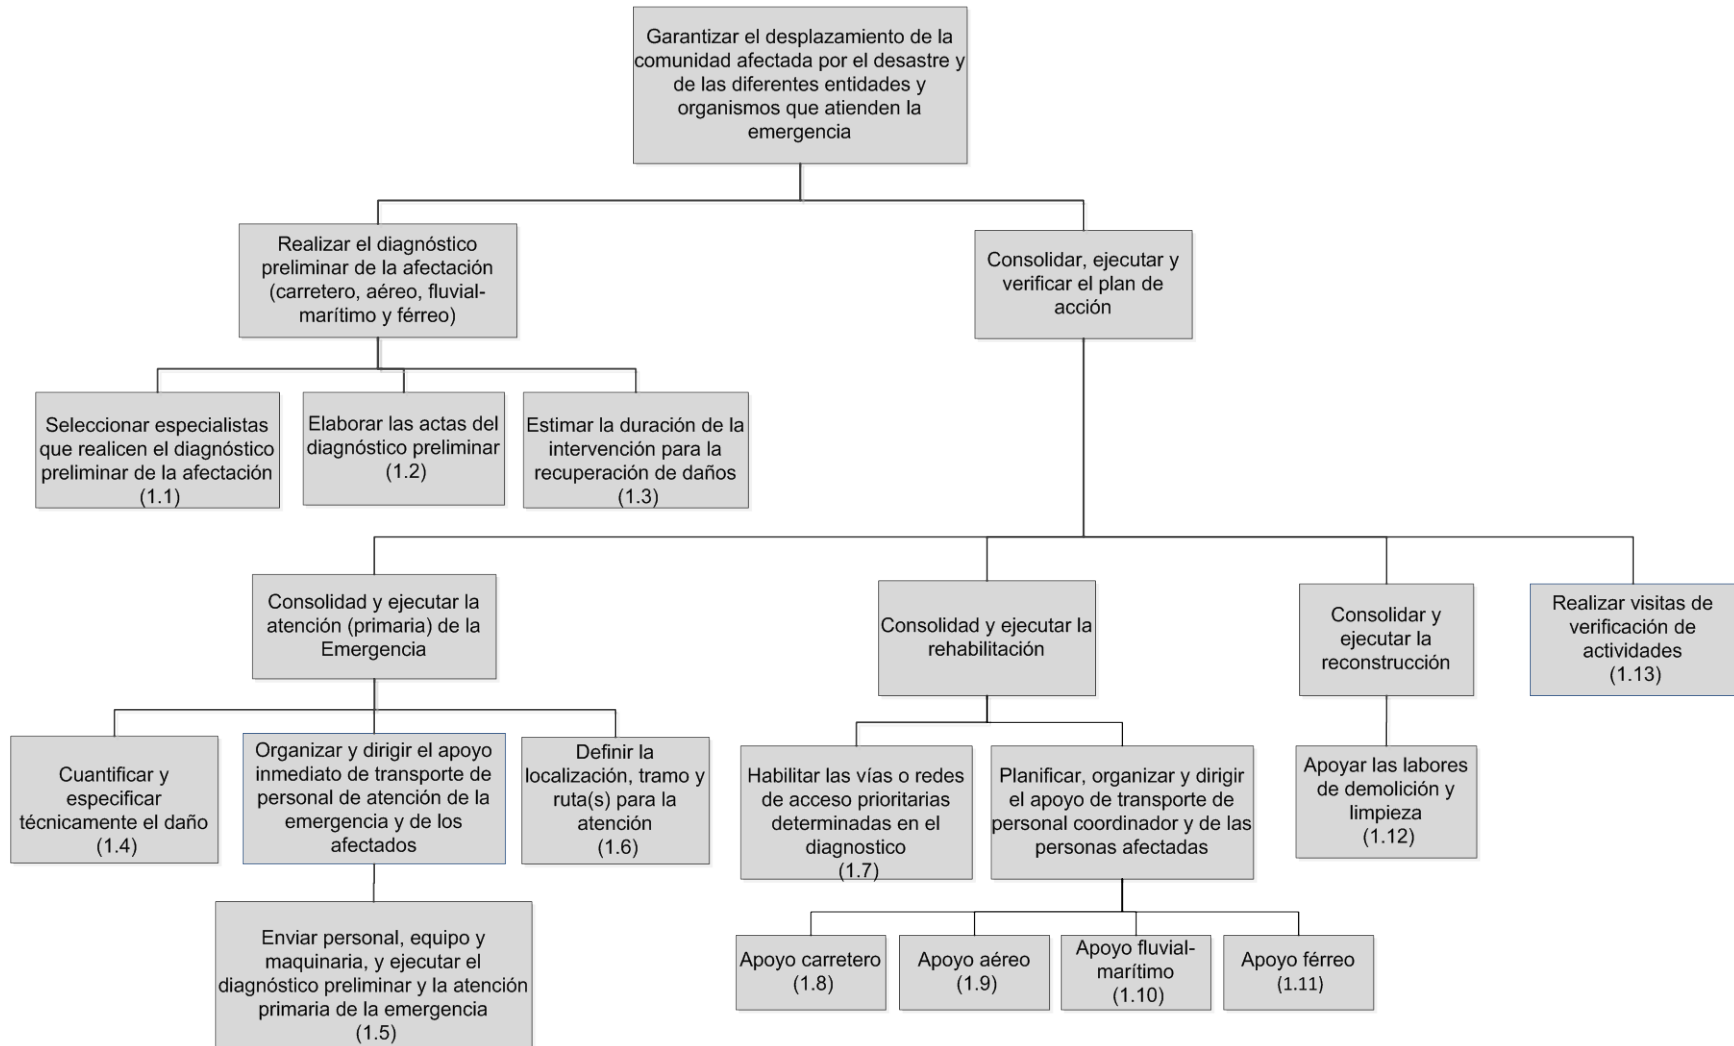 Garantizar el desplazamiento de la
comunidad afectada por el desastre y
de las diferentes entidades y
organismos que atienden la
emergencia
Realizar el diagnóstico
preliminar de la afectación
(carretero, aéreo, fluvial-
marítimo y férreo)
Consolidar, ejecutar y
verificar el plan de
acción
Seleccionar especialistas
que realicen el diagnóstico
preliminar de la afectación
(1.1)
Elaborar las actas del
diagnóstico preliminar
(1.2)
Estimar la duración de la
intervención para la
recuperación de daños
(1.3)
Consolidad y ejecutar la
atención (primaria) de la
Emergencia
Consolidad y ejecutar la
rehabilitación
Consolidar y
ejecutar la
reconstrucción
Realizar visitas de
verificación de
actividades
(1.13)
Cuantificar y
especificar
técnicamente el daño
(1.4)
Organizar y dirigir el apoyo
inmediato de transporte de
personal de atención de la
emergencia y de los
afectados
Definir la
localización, tramo y
ruta(s) para la
atención
(1.6)
Habilitar las vías o redes
de acceso prioritarias
determinadas en el
diagnostico
(1.7)
Planificar, organizar y dirigir
el apoyo de transporte de
personal coordinador y de las
personas afectadas
Apoyar las labores
de demolición y
limpieza
(1.12)
Enviar personal, equipo y
maquinaria, y ejecutar el
diagnóstico preliminar y la atención
primaria de la emergencia
(1.5)
Apoyo carretero
(1.8)
Apoyo aéreo
(1.9)
Apoyo fluvial-
marítimo
(1.10)
Apoyo férreo
(1.11)